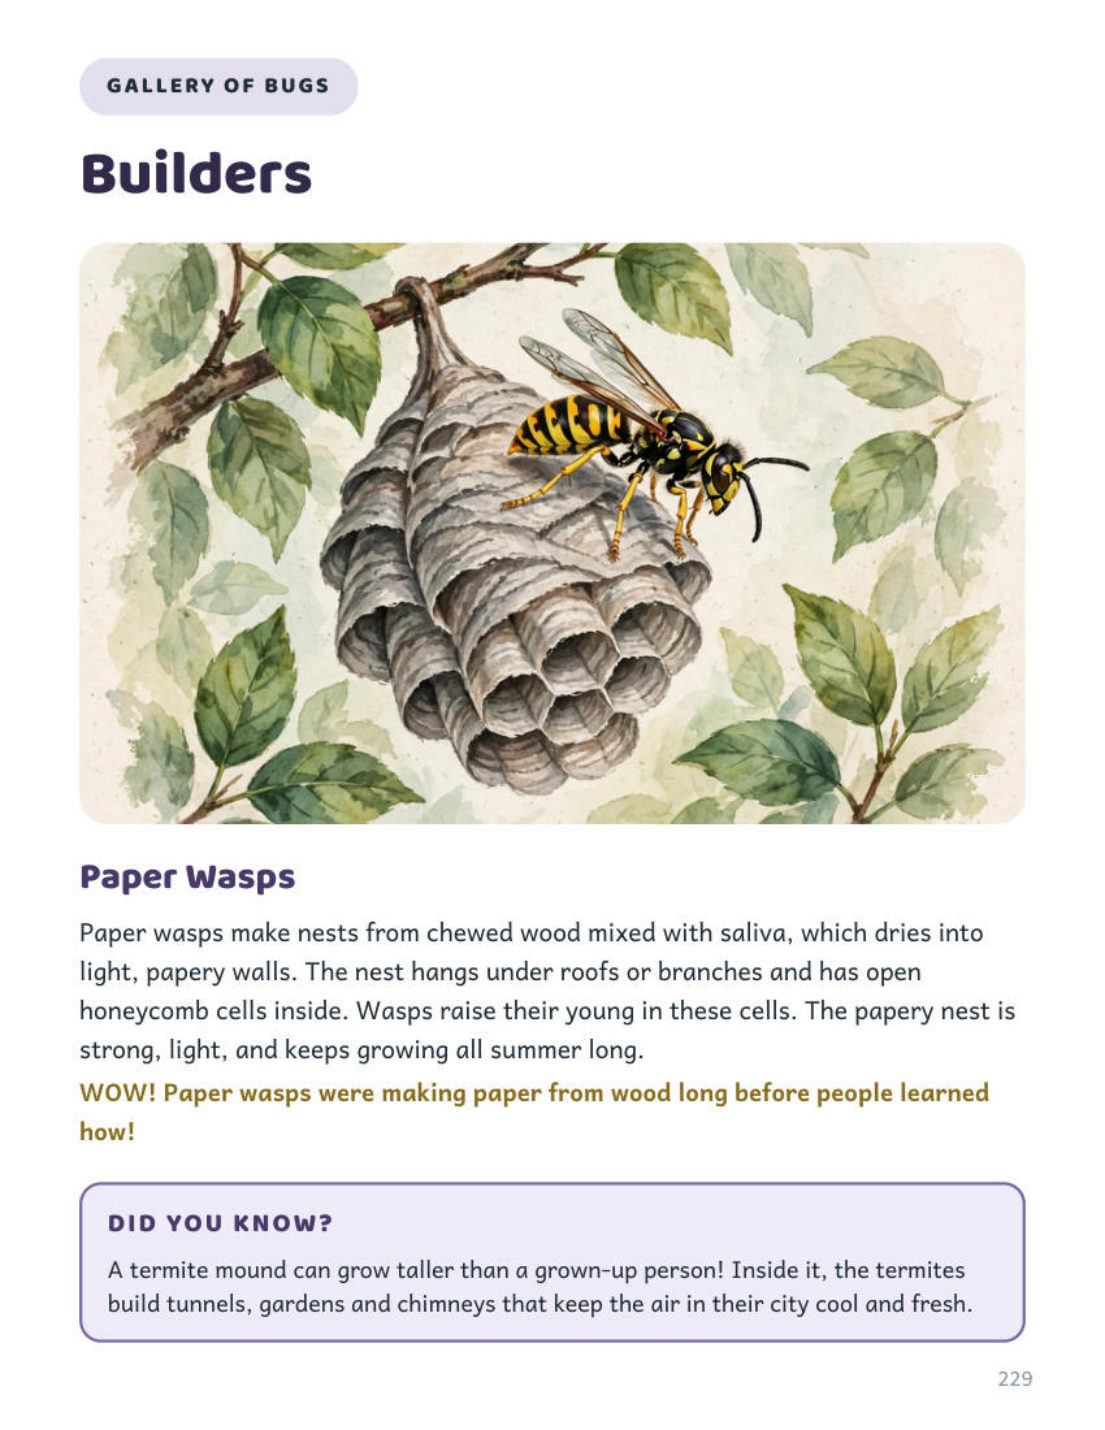 GALLERY OF BUGS
Builders
Paper Wasps
Paper wasps make nests from chewed wood mixed with saliva, which dries into
light, papery walls. The nest hangs under roofs or branches and has open
honeycomb cells inside. Wasps raise their young in these cells. The papery nest is
strong, light, and keeps growing all summer long.
WOW! Paper wasps were making paper from wood long before people learned
how!
DID YOU KNOW?
A termite mound can grow taller than a grown-up person! Inside it, the termites
build tunnels, gardens and chimneys that keep the air in their city cool and fresh.
229